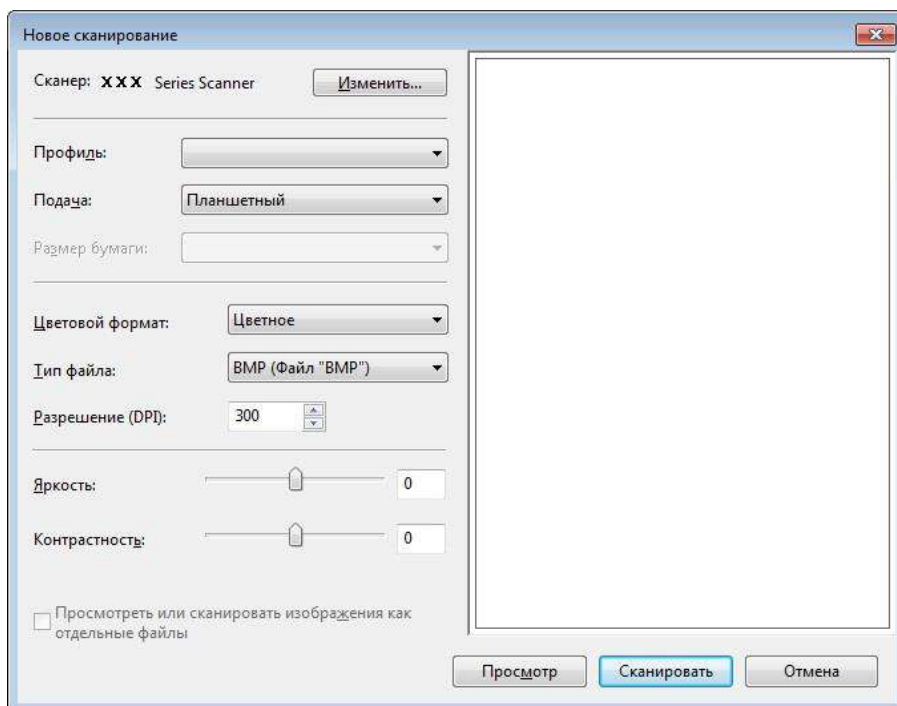 Новое сканирование
Сканер: XXX Series Scanner Изменить...
Профиль:
Подача: Планшетный
Размер бумаги:
Цветовой формат: Цветное
Тип файла: BMP (Файл "BMP")
Разрешение (DPI): 300
Яркость: 0
Контрастность: 0
Просмотреть или сканировать изображения как
отдельные файлы
Просмотр Сканировать Отмена